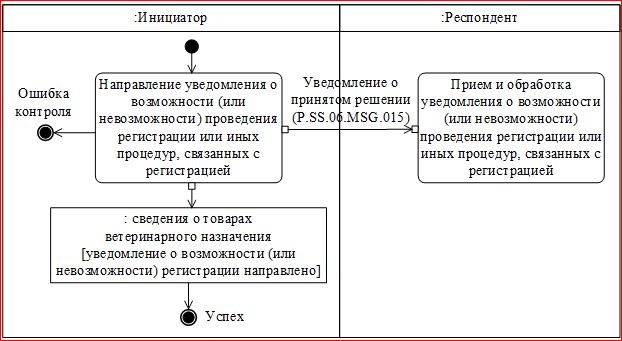 :Инициатор
:Респондент
Ошибка
контроля
Направление уведомления о
возможности (или
невозможности) проведения
регистрации или иных
процедур, связанных с
регистрацией
Уведомление о
принятом решении
(P.SS.06.MSG.015)
Прием и обработка
уведомления о возможности
(или невозможности)
проведения регистрации или
иных процедур, связанных с
регистрацией
: сведения о товарах
ветеринарного назначения
[уведомление о возможности (или
невозможности) регистрации направлено]
Успех